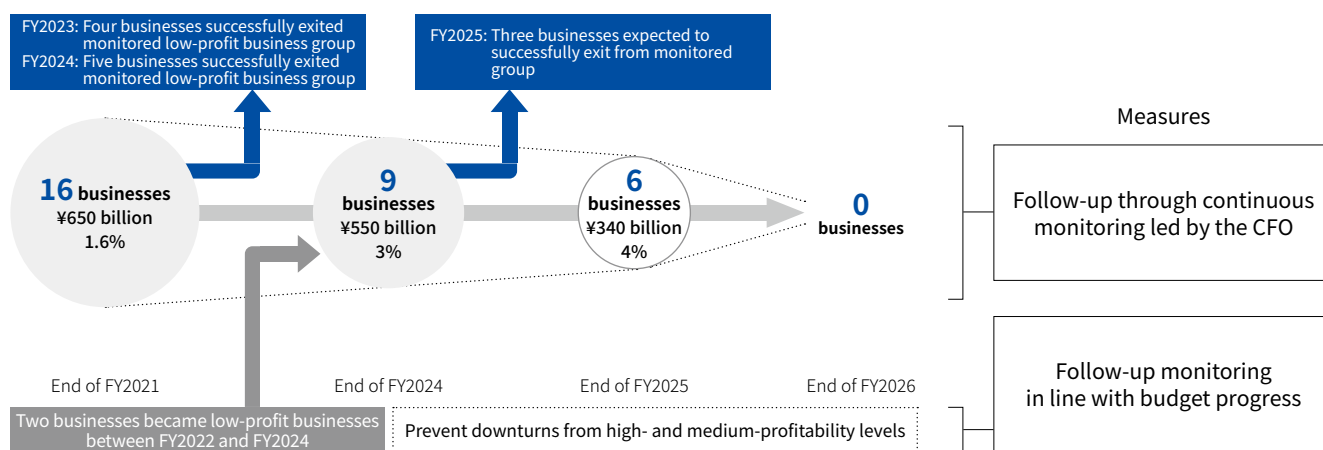 FY2023: Four businesses successfully exited
monitored low-profit business group
FY2024: Five businesses successfully exited
monitored low-profit business group
FY2025: Three businesses expected to
successfully exit from monitored
group
Measures
16 businesses
¥650 billion
1.6%
9
businesses
¥550 billion
3%
6
businesses
¥340 billion
4%
0
businesses
Follow-up through continuous
monitoring led by the CFO
End of FY2021
End of FY2024
End of FY2025
End of FY2026
Two businesses became low-profit businesses
between FY2022 and FY2024
Prevent downturns from high- and medium-profitability levels
Follow-up monitoring
in line with budget progress